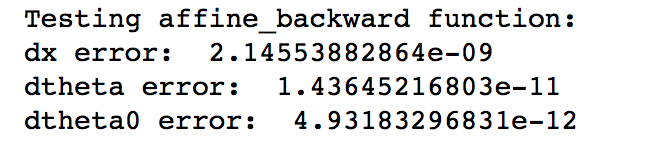 Testing affine_backward function:
dx error:  2.14553882864e-09
dtheta error:  1.43645216803e-11
dtheta0 error:  4.93183296831e-12